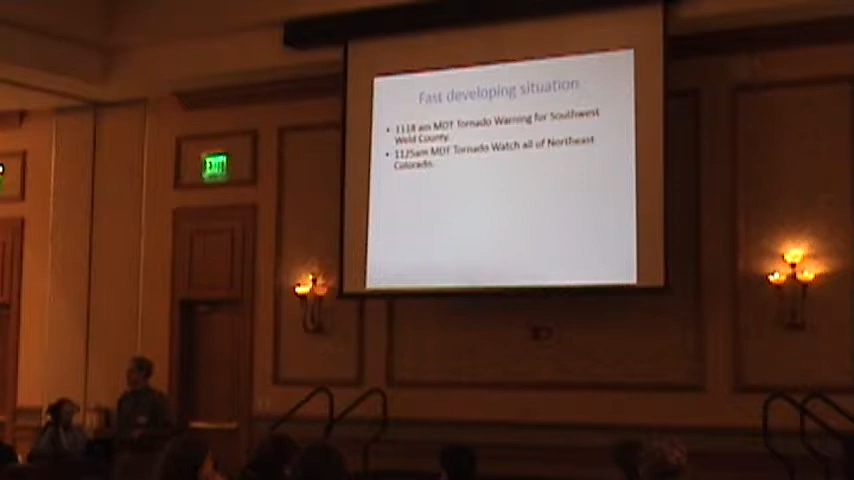 EXIT
Fast developing situation
• 1118 am MDT Tornado Warning for Southwest
Weld County.
• 1125am MDT Tornado Watch all of Northeast
Colorado.